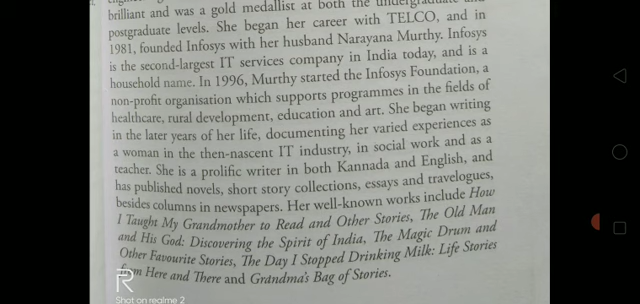 brilliant and was a gold medallist at both the undergraduate and
postgraduate levels. She began her career with TELCO, and in
1981, founded Infosys with her husband Narayana Murthy. Infosys
is the second-largest IT services company in India today, and is a
household name. In 1996, Murthy started the Infosys Foundation, a
non-profit organisation which supports programmes in the fields of
healthcare, rural development, education and art. She began writing
in the later years of her life, documenting her varied experiences as
a woman in the then-nascent IT industry, in social work and as a
teacher. She is a prolific writer in both Kannada and English, and
has published novels, short story collections, essays and travelogues,
besides columns in newspapers. Her well-known works include How
I Taught My Grandmother to Read and Other Stories, The Old Man
and His God: Discovering the Spirit of India, The Magic Drum and
Other Favourite Stories, The Day I Stopped Drinking Milk: Life Stories
from Here and There and Grandma's Bag of Stories.
R
Shot on realme 2